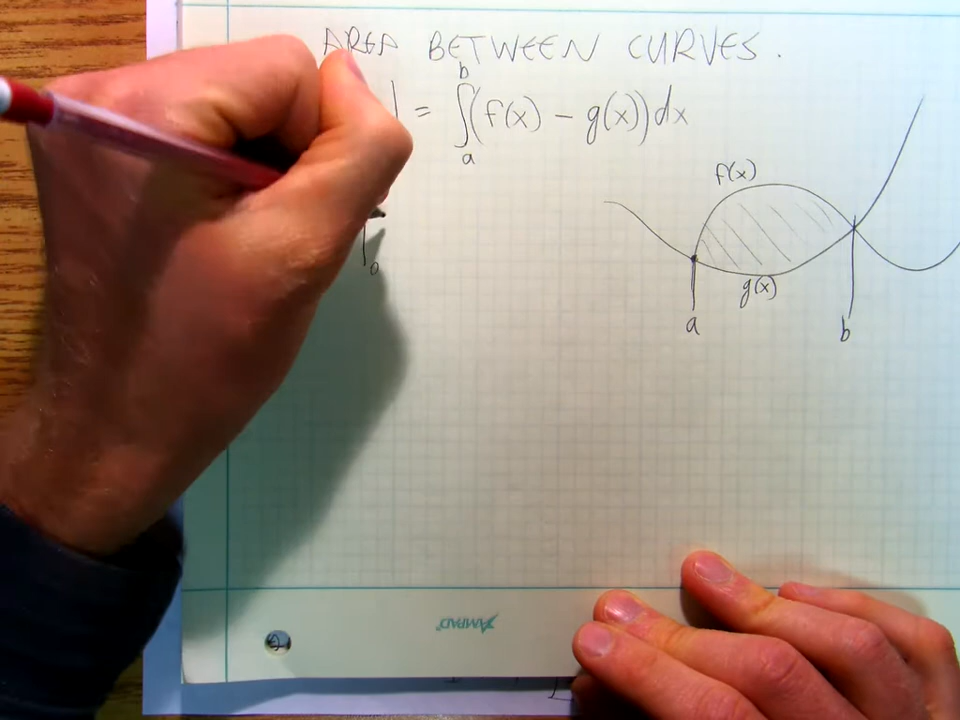 AREA BETWEEN CURVES.
= ∫ₐᵇ (f(x) - g(x)) dx
f(x)
g(x)
a
b
AMPAD®